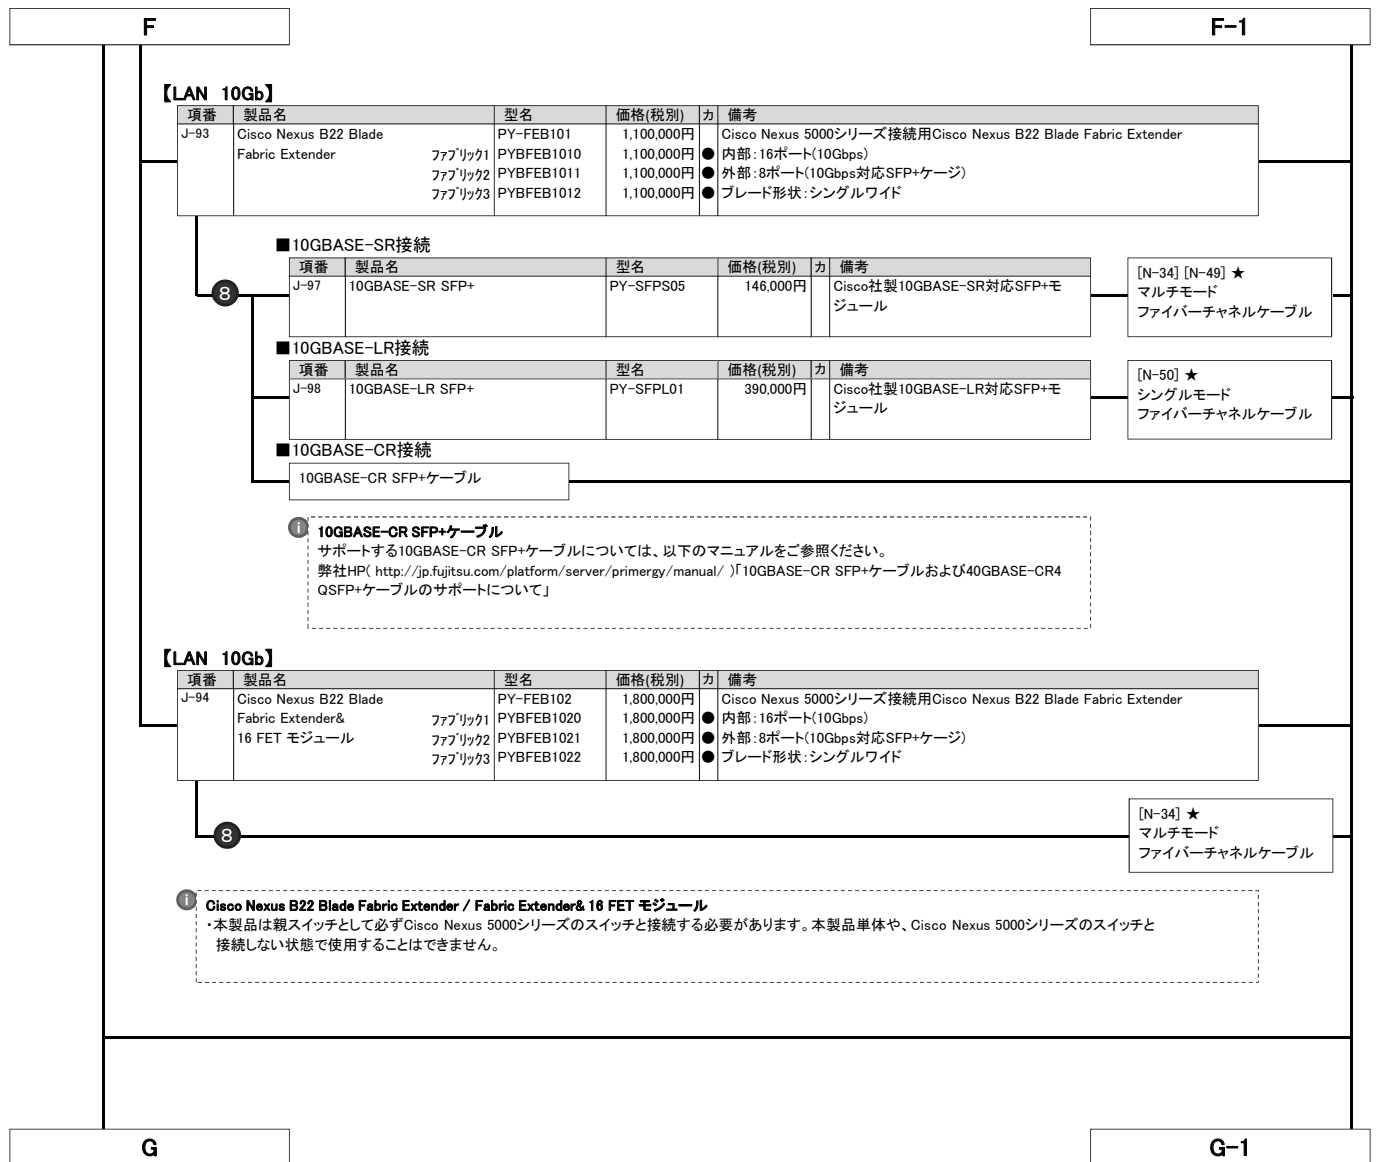 F
F-1
【LAN 10Gb】
項番 製品名 型名 価格(税別) カ 備考
J-93 Cisco Nexus B22 Blade PY-FEB101 1,100,000円 Cisco Nexus 5000シリーズ接続用Cisco Nexus B22 Blade Fabric Extender
Fabric Extender ファブリック1 PYBFEB1010 1,100,000円 ● 内部：16ポート(10Gbps)
ファブリック2 PYBFEB1011 1,100,000円 ● 外部：8ポート(10Gbps対応SFP+ケージ)
ファブリック3 PYBFEB1012 1,100,000円 ● ブレード形状：シングルワイド
■10GBASE-SR接続
項番 製品名 型名 価格(税別) カ 備考
J-97 10GBASE-SR SFP+ PY-SFPS05 146,000円 Cisco社製10GBASE-SR対応SFP+モ
ジュール
[N-34] [N-49] ★
マルチモード
ファイバーチャネルケーブル
8
■10GBASE-LR接続
項番 製品名 型名 価格(税別) カ 備考
J-98 10GBASE-LR SFP+ PY-SFPL01 390,000円 Cisco社製10GBASE-LR対応SFP+モ
ジュール
[N-50] ★
シングルモード
ファイバーチャネルケーブル
■10GBASE-CR接続
10GBASE-CR SFP+ケーブル
i 10GBASE-CR SFP+ケーブル
サポートする10GBASE-CR SFP+ケーブルについては、以下のマニュアルをご参照ください。
弊社HP( http://jp.fujitsu.com/platform/server/primergy/manual/ )「10GBASE-CR SFP+ケーブルおよび40GBASE-CR4
QSFP+ケーブルのサポートについて」
【LAN 10Gb】
項番 製品名 型名 価格(税別) カ 備考
J-94 Cisco Nexus B22 Blade PY-FEB102 1,800,000円 Cisco Nexus 5000シリーズ接続用Cisco Nexus B22 Blade Fabric Extender
Fabric Extender& ファブリック1 PYBFEB1020 1,800,000円 ● 内部：16ポート(10Gbps)
16 FET モジュール ファブリック2 PYBFEB1021 1,800,000円 ● 外部：8ポート(10Gbps対応SFP+ケージ)
ファブリック3 PYBFEB1022 1,800,000円 ● ブレード形状：シングルワイド
8
[N-34] ★
マルチモード
ファイバーチャネルケーブル
i Cisco Nexus B22 Blade Fabric Extender / Fabric Extender& 16 FET モジュール
・本製品は親スイッチとして必ずCisco Nexus 5000シリーズのスイッチと接続する必要があります。本製品単体や、Cisco Nexus 5000シリーズのスイッチと
接続しない状態で使用することはできません。
G
G-1